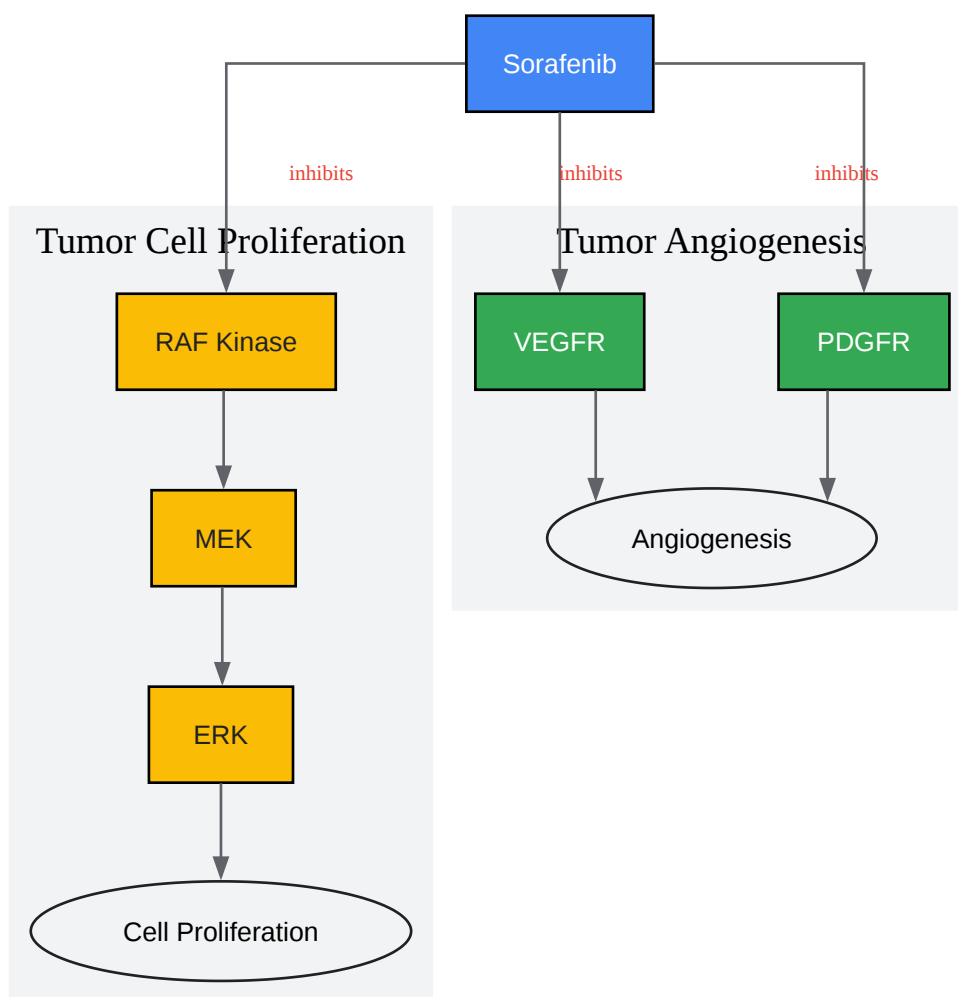 Sorafenib
inhibits
inhibits
inhibits
Tumor Cell Proliferation
Tumor Angiogenesis
RAF Kinase
VEGFR
PDGFR
MEK
Angiogenesis
ERK
Cell Proliferation